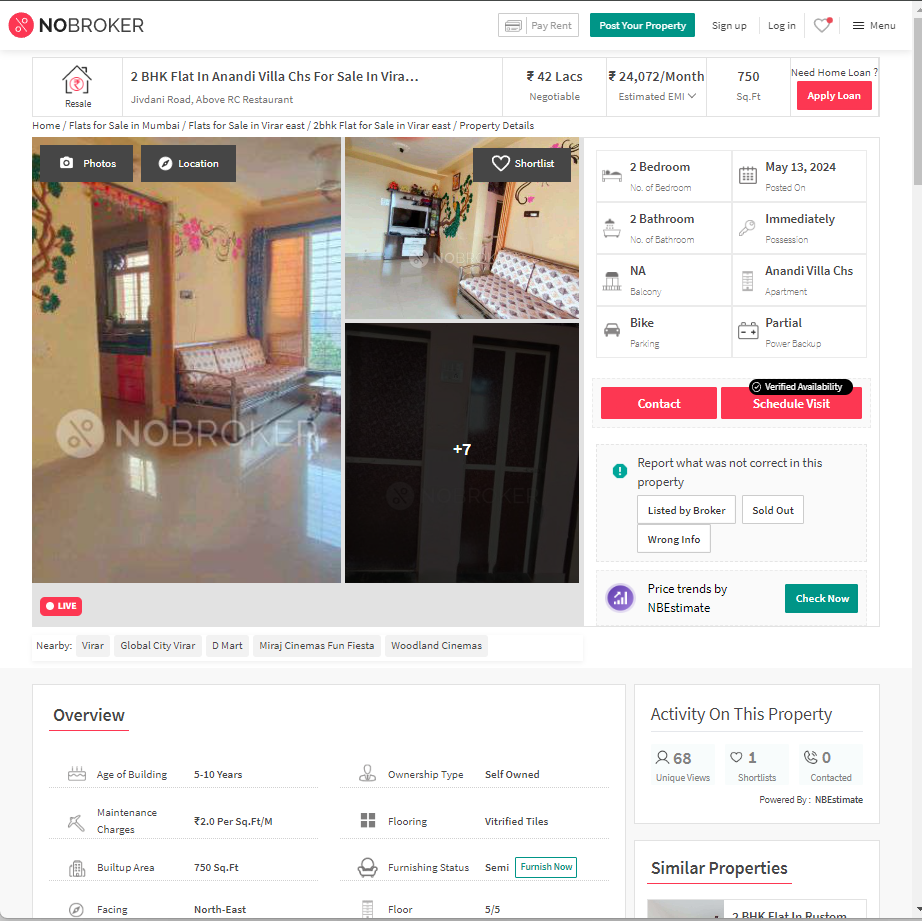 NOBROKER
Pay Rent
Post Your Property
Sign up
Log in
Menu
Resale
2 BHK Flat In Anandi Villa Chs For Sale In Vira…
Jivdani Road, Above RC Restaurant
₹ 42 Lacs
Negotiable
₹ 24,072/Month
Estimated EMI
750
Sq.Ft
Need Home Loan ?
Apply Loan
Home / Flats for Sale in Mumbai / Flats for Sale in Virar east / 2bhk Flat for Sale in Virar east / Property Details
Photos
Location
Shortlist
NOBROKER
+7
LIVE
2 Bedroom
No. of Bedroom
May 13, 2024
Posted On
2 Bathroom
No. of Bathroom
Immediately
Possession
NA
Balcony
Anandi Villa Chs
Apartment
Bike
Parking
Partial
Power Backup
Verified Availability
Contact
Schedule Visit
Report what was not correct in this
property
Listed by Broker
Sold Out
Wrong Info
Price trends by
NBEstimate
Check Now
Nearby: Virar Global City Virar D Mart Miraj Cinemas Fun Fiesta Woodland Cinemas
Overview
Age of Building 5-10 Years
Ownership Type Self Owned
Maintenance
Charges
₹2.0 Per Sq.Ft/M
Flooring Vitrified Tiles
Builtup Area 750 Sq.Ft
Furnishing Status Semi Furnish Now
Facing North-East
Floor 5/5
Activity On This Property
68
Unique Views
1
Shortlists
0
Contacted
Powered By : NBEstimate
Similar Properties
2 BHK Flat In Rustom